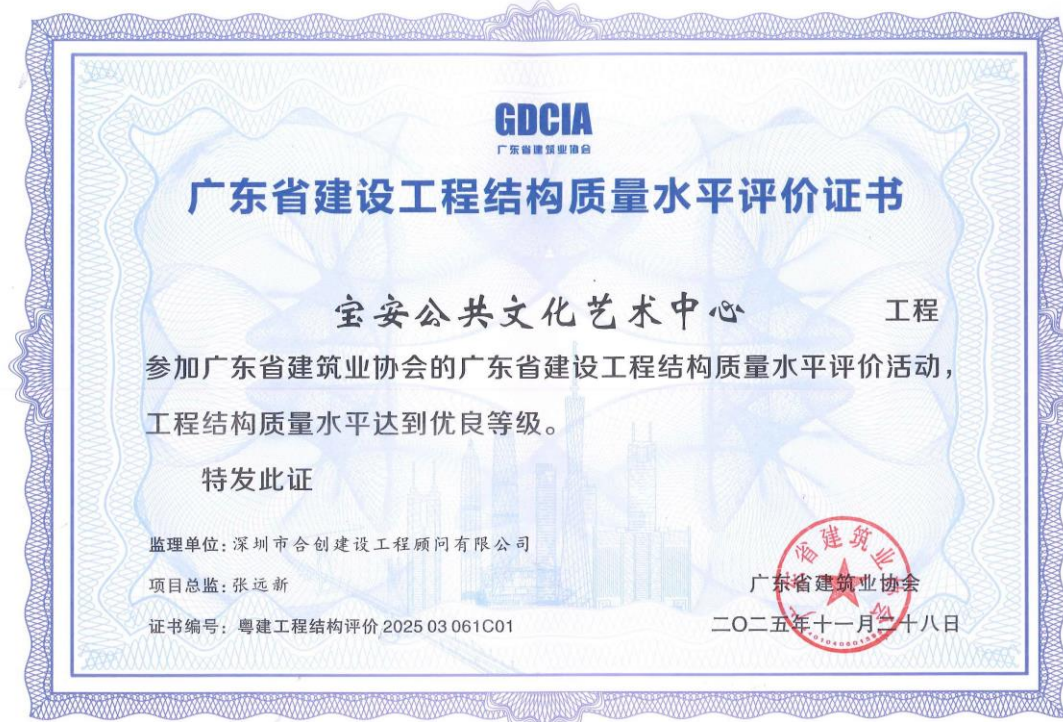 GDCIA
广东省建筑业协会
广东省建设工程结构质量水平评价证书
宝安公共文化艺术中心 工程
参加广东省建筑业协会的广东省建设工程结构质量水平评价活动，
工程结构质量水平达到优良等级。
特发此证
监理单位：深圳市合创建设工程顾问有限公司
项目总监：张远新
证书编号：粤建工程结构评价 2025 03 061C01
广东省建筑业协会
二〇二五年十一月二十八日
广东省建筑业协会